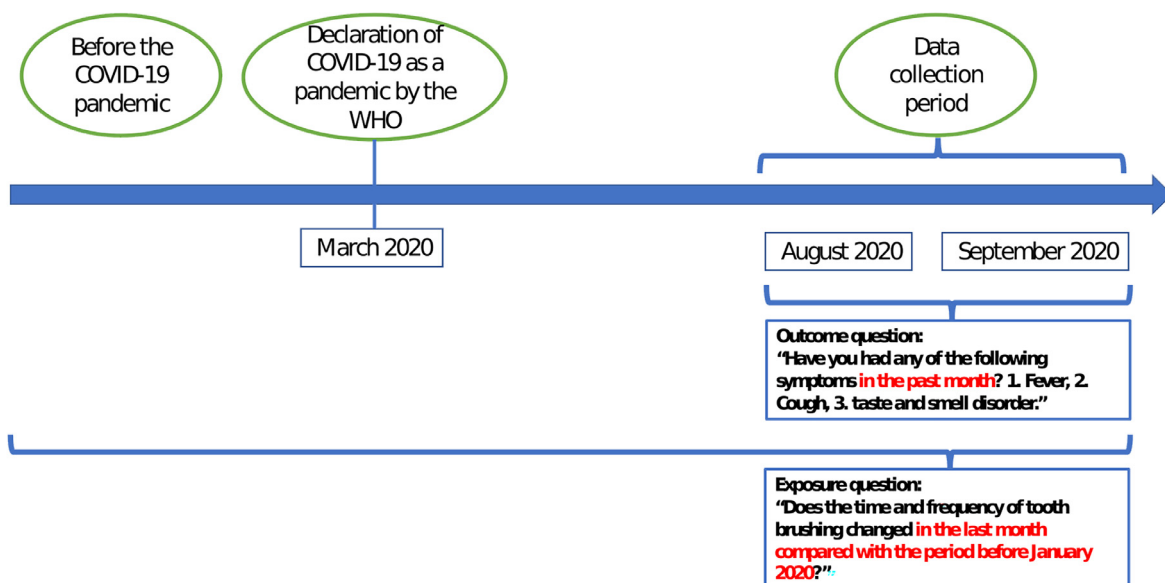 Before the
COVID-19
pandemic
Declaration of
COVID-19 as a
pandemic by the
WHO
Data
collection
period
March 2020
August 2020
September 2020
Outcome question:
“Have you had any of the following
symptoms in the past month? 1. Fever, 2.
Cough, 3. taste and smell disorder.”
Exposure question:
“Does the time and frequency of tooth
brushing changed in the last month
compared with the period before January
2020?”